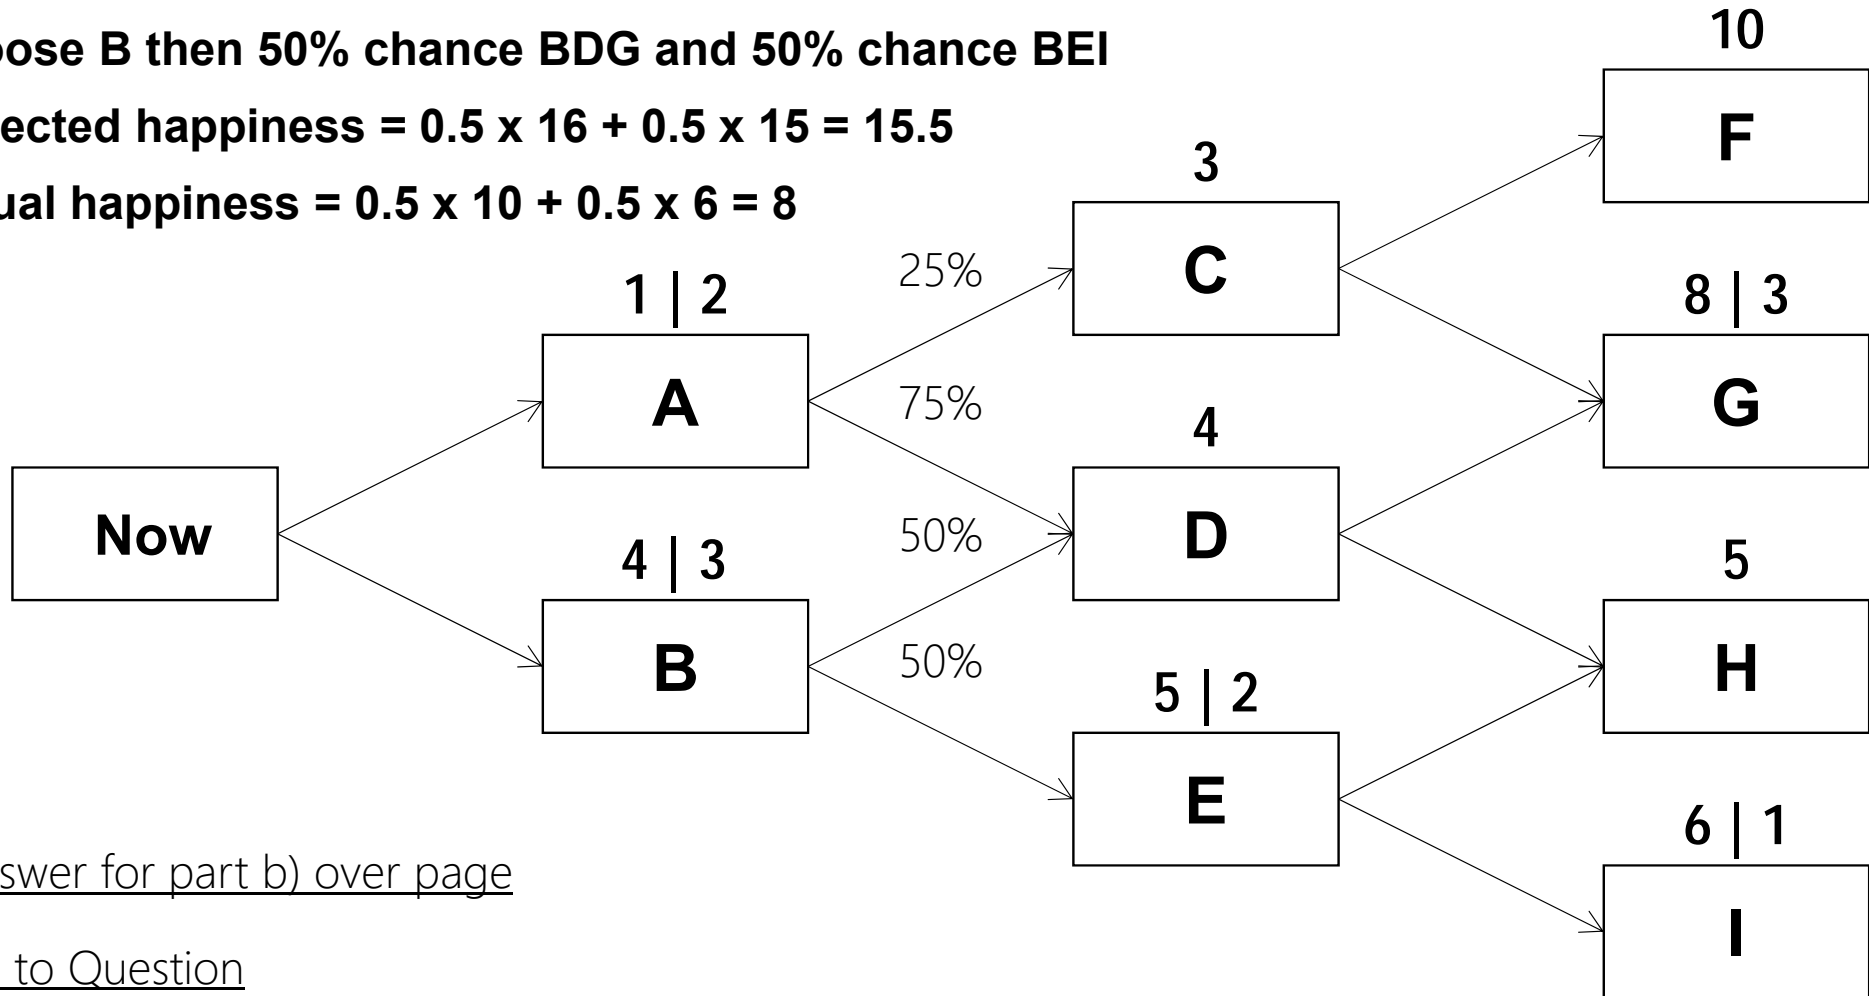 oose B then 50% chance BDG and 50% chance BEI
ected happiness = 0.5 x 16 + 0.5 x 15 = 15.5
ual happiness = 0.5 x 10 + 0.5 x 6 = 8
10
F
3
C
25%
1 | 2
A
8 | 3
G
75%
4
D
Now
50%
4 | 3
B
5
H
50%
5 | 2
E
6 | 1
I
swer for part b) over page
to Question